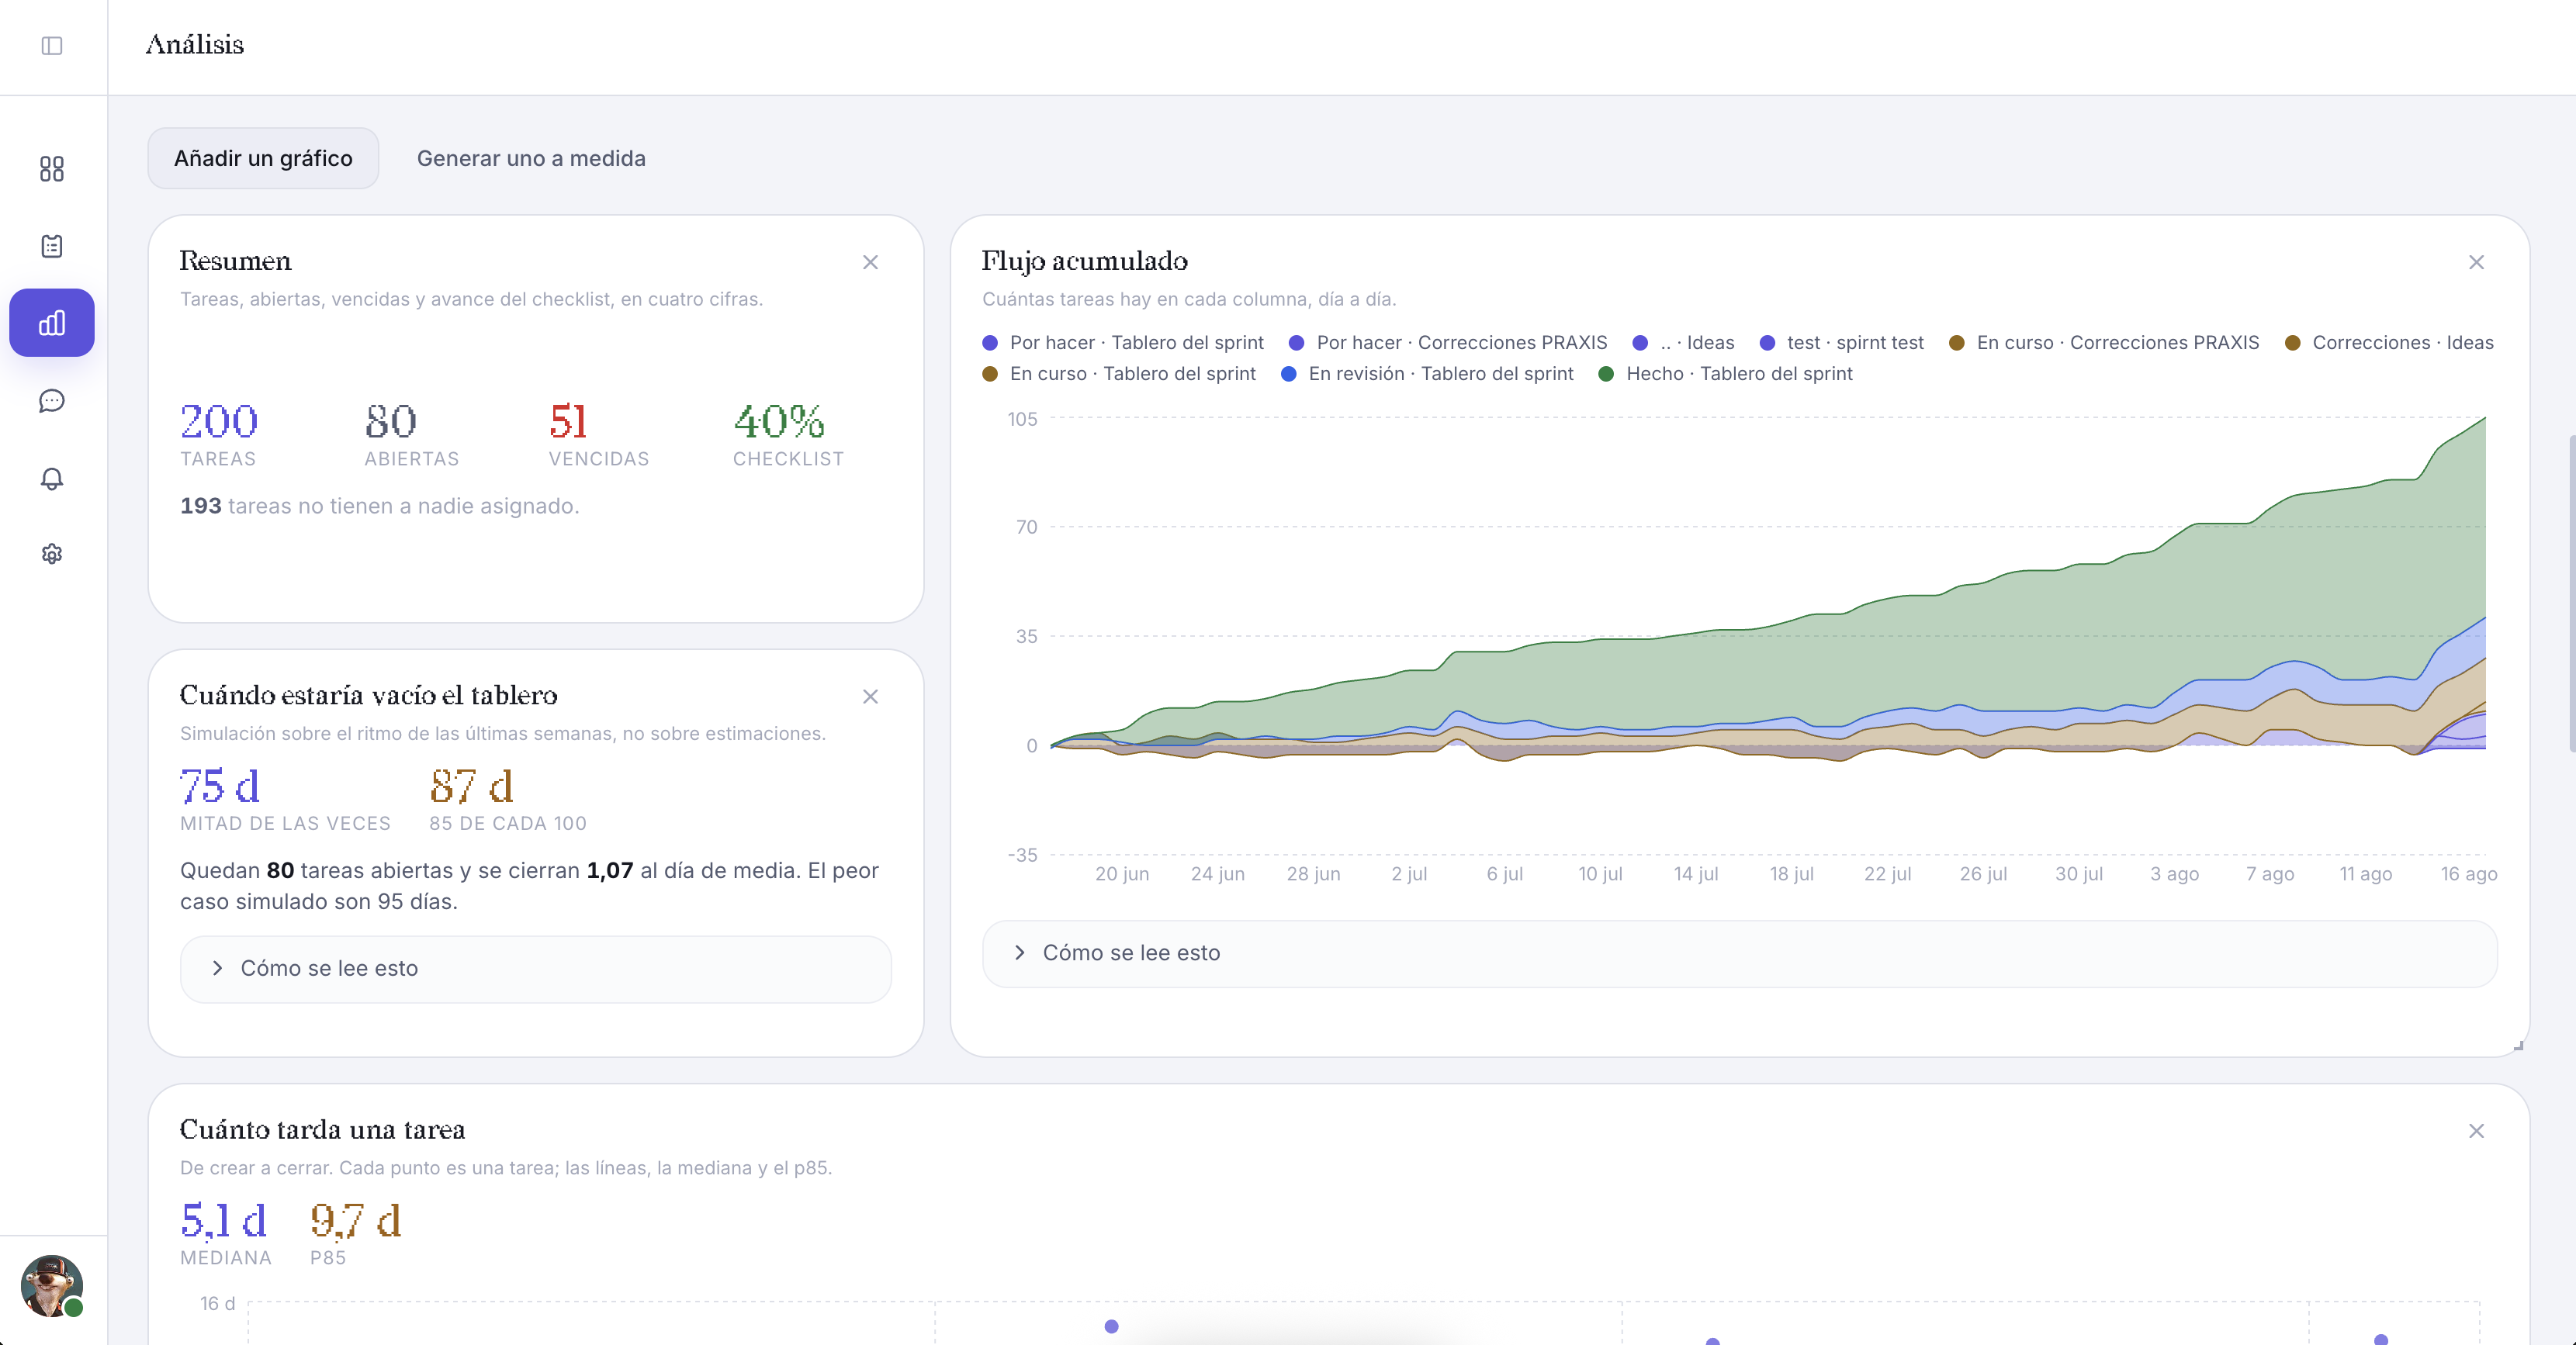 Análisis
Añadir un gráfico
Generar uno a medida
Resumen
Tareas, abiertas, vencidas y avance del checklist, en cuatro cifras.
200
TAREAS
80
ABIERTAS
51
VENCIDAS
40%
CHECKLIST
193 tareas no tienen a nadie asignado.
Flujo acumulado
Cuántas tareas hay en cada columna, día a día.
Por hacer · Tablero del sprint
Por hacer · Correcciones PRAXIS
.. · Ideas
test · spirnt test
En curso · Correcciones PRAXIS
Correcciones · Ideas
En curso · Tablero del sprint
En revisión · Tablero del sprint
Hecho · Tablero del sprint
105
70
35
0
-35
20 jun
24 jun
28 jun
2 jul
6 jul
10 jul
14 jul
18 jul
22 jul
26 jul
30 jul
3 ago
7 ago
11 ago
16 ago
Cómo se lee esto
Cuándo estaría vacío el tablero
Simulación sobre el ritmo de las últimas semanas, no sobre estimaciones.
75 d
MITAD DE LAS VECES
87 d
85 DE CADA 100
Quedan 80 tareas abiertas y se cierran 1,07 al día de media. El peor
caso simulado son 95 días.
Cómo se lee esto
Cuánto tarda una tarea
De crear a cerrar. Cada punto es una tarea; las líneas, la mediana y el p85.
5,1 d
MEDIANA
9,7 d
P85
16 d